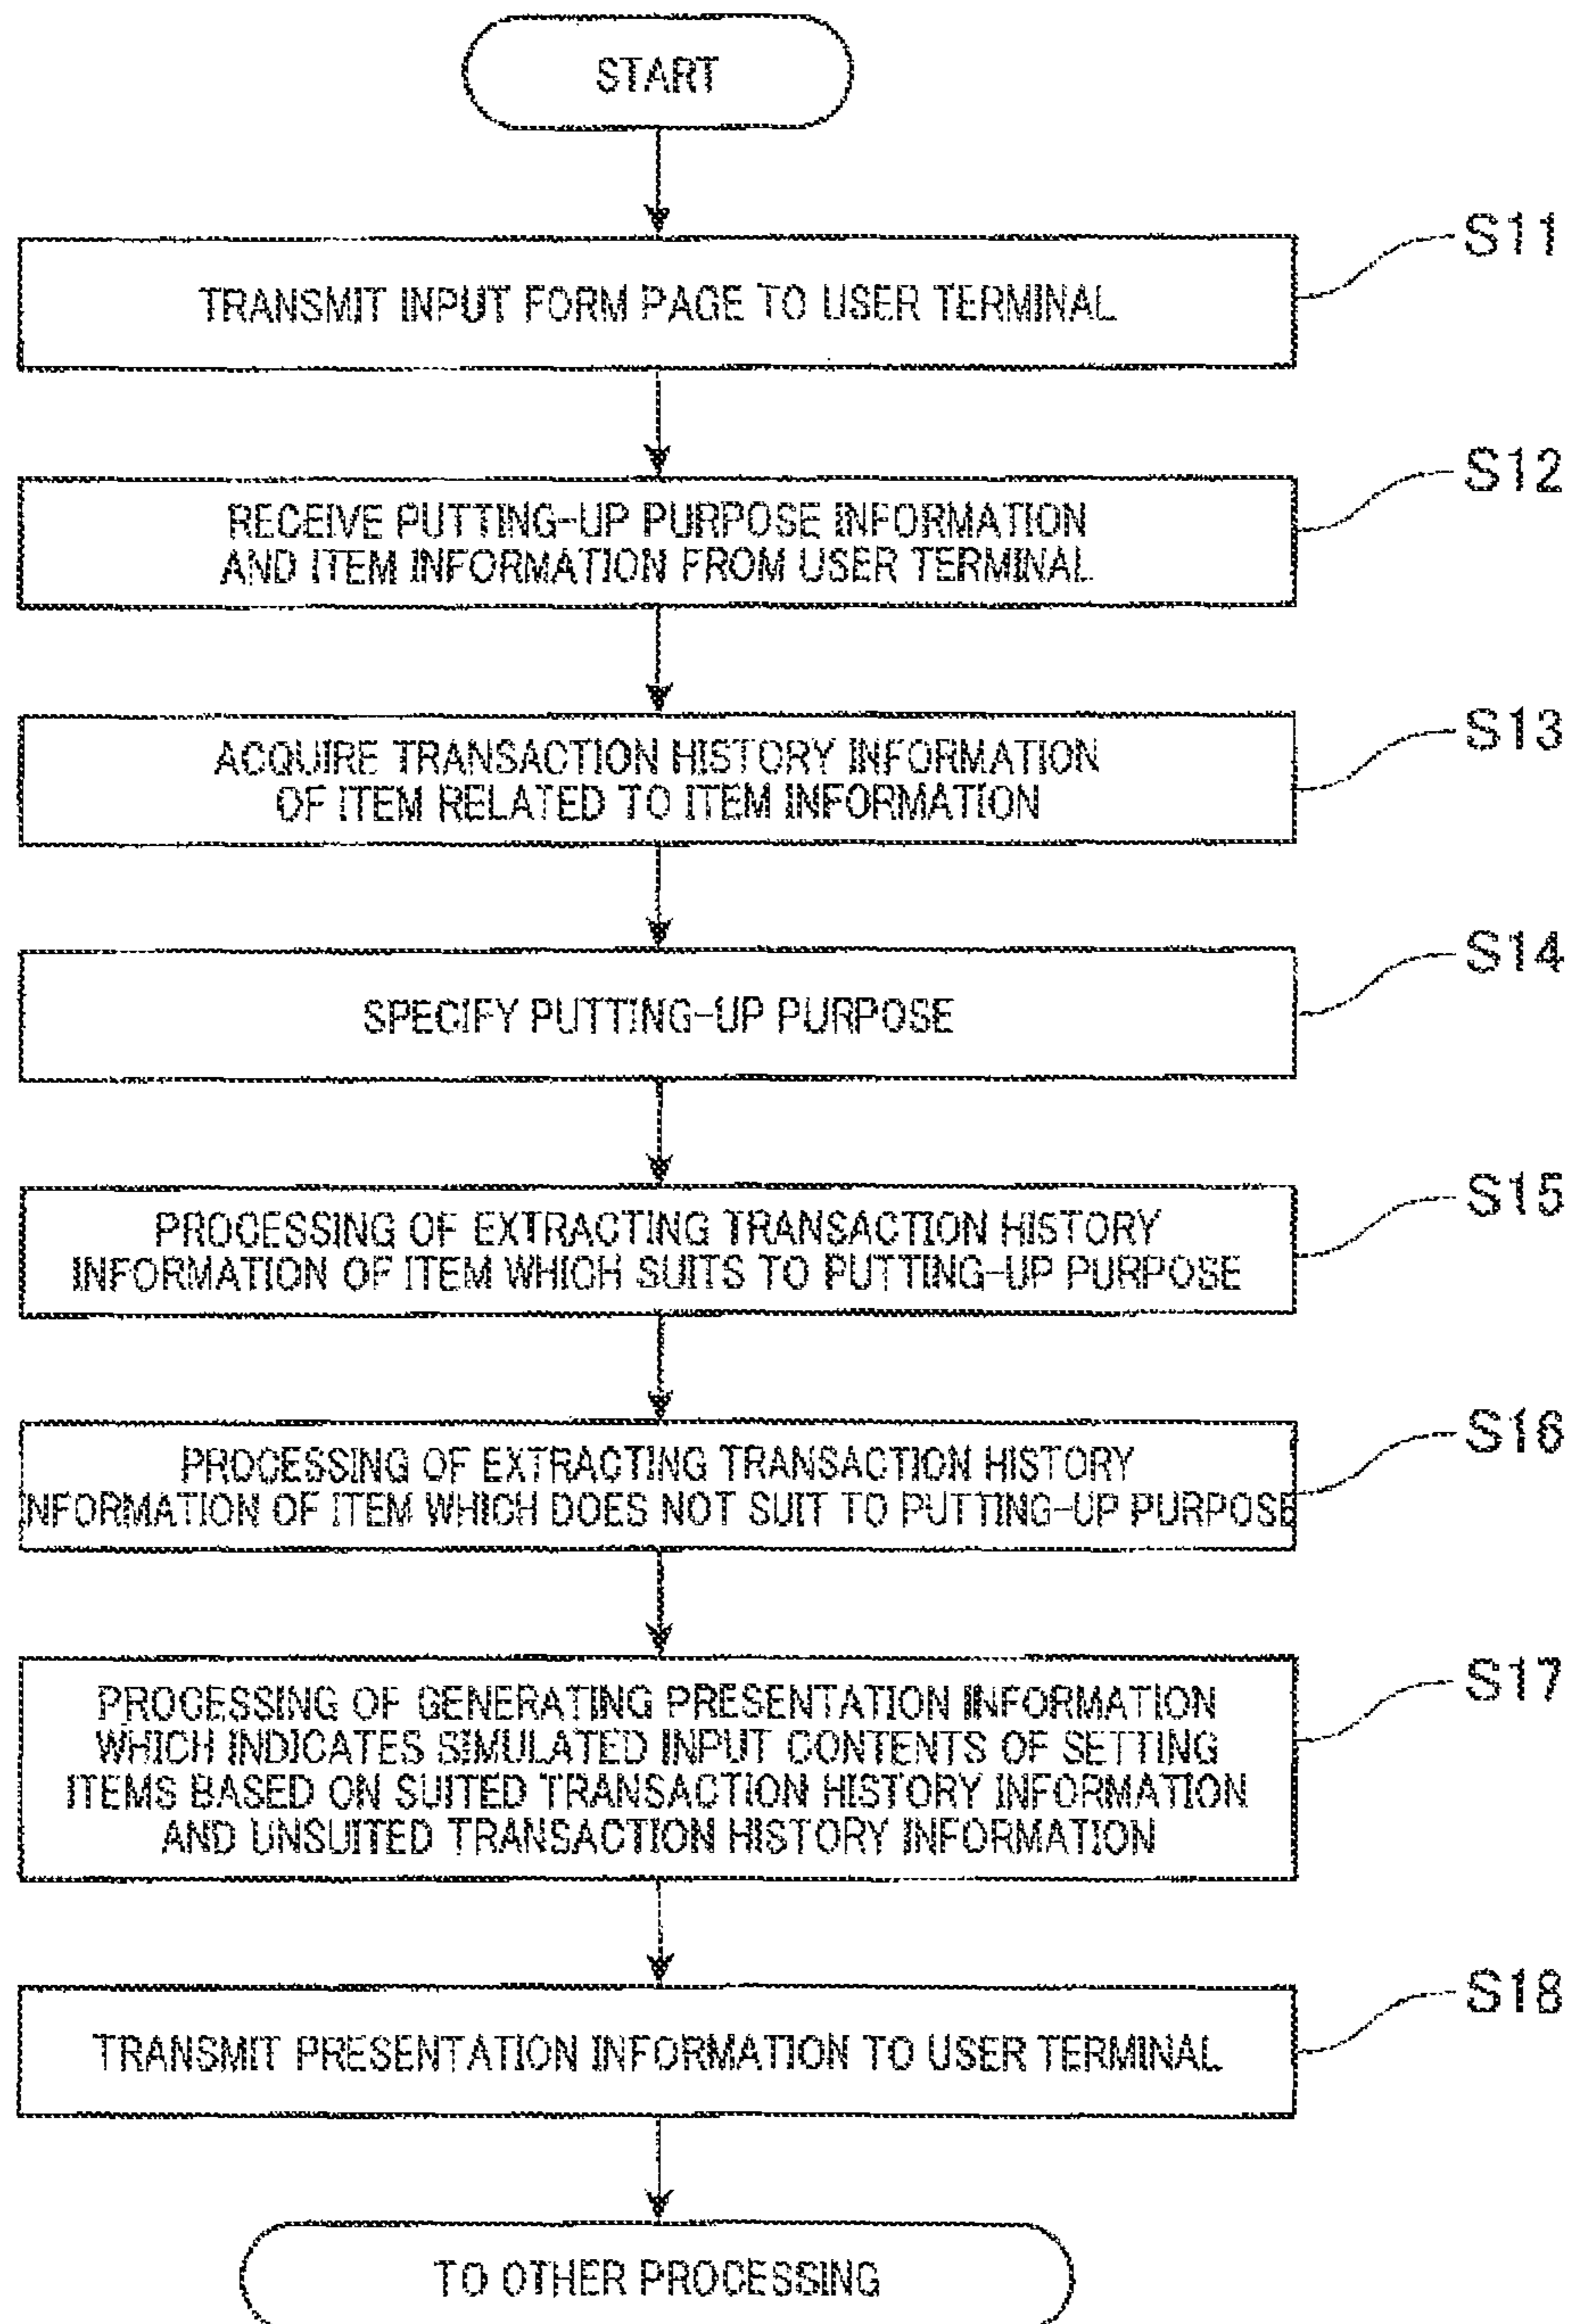 START
S11
TRANSMIT INPUT FORM PAGE TO USER TERMINAL
S12
RECEIVE PUTTING-UP PURPOSE INFORMATION
AND ITEM INFORMATION FROM USER TERMINAL
S13
ACQUIRE TRANSACTION HISTORY INFORMATION
OF ITEM RELATED TO ITEM INFORMATION
S14
SPECIFY PUTTING-UP PURPOSE
S15
PROCESSING OF EXTRACTING TRANSACTION HISTORY
INFORMATION OF ITEM WHICH SUITS TO PUTTING-UP PURPOSE
S16
PROCESSING OF EXTRACTING TRANSACTION HISTORY
INFORMATION OF ITEM WHICH DOES NOT SUIT TO PUTTING-UP PURPOSE
S17
PROCESSING OF GENERATING PRESENTATION INFORMATION
WHICH INDICATES SIMULATED INPUT CONTENTS OF SETTING
ITEMS BASED ON SUITED TRANSACTION HISTORY INFORMATION
AND UNSUITED TRANSACTION HISTORY INFORMATION
S18
TRANSMIT PRESENTATION INFORMATION TO USER TERMINAL
TO OTHER PROCESSING